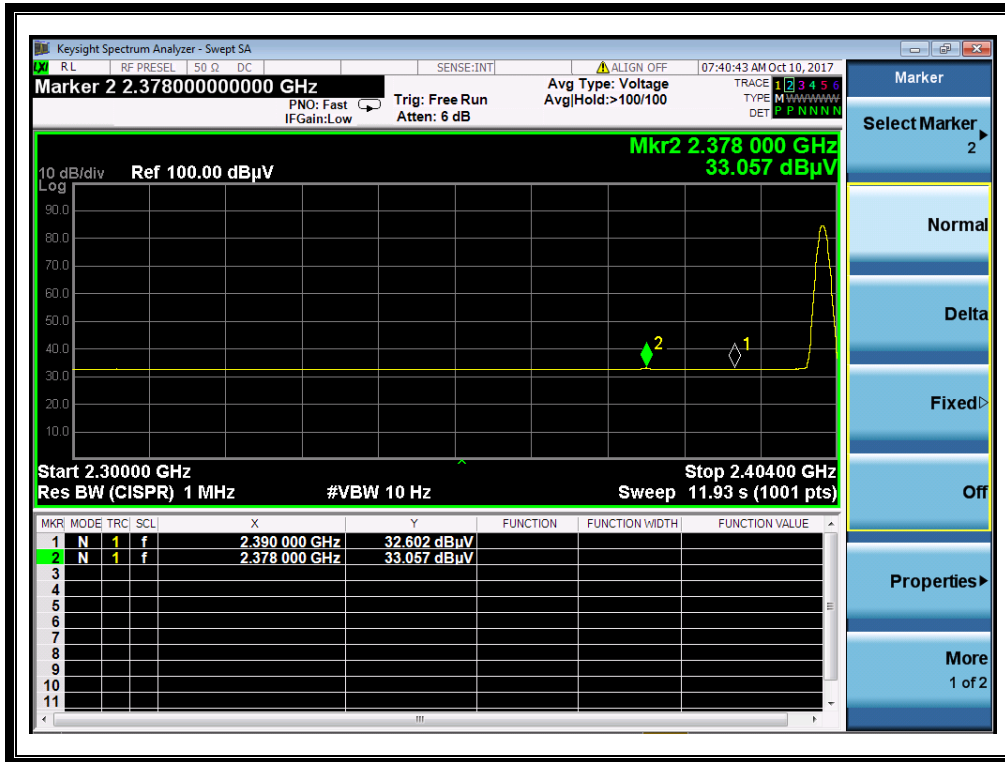 Keysight Spectrum Analyzer - Swept SA
LXI RL RF PRESEL 50 Ω DC SENSE:INT ALIGN OFF 07:40:43 AM Oct 10, 2017
Marker 2 2.378000000000 GHz
PNO: Fast
IFGain:Low
Trig: Free Run
Atten: 6 dB
Avg Type: Voltage
Avg|Hold:>100/100
TRACE 1 2 3 4 5 6
TYPE M WWWWW
DET P P N N N N
Mkr2 2.378 000 GHz
33.057 dBµV
10 dB/div Ref 100.00 dBµV
Log
90.0
80.0
70.0
60.0
50.0
40.0
30.0
20.0
10.0
2
1
Start 2.30000 GHz Stop 2.40400 GHz
Res BW (CISPR) 1 MHz #VBW 10 Hz Sweep 11.93 s (1001 pts)
MKR MODE TRC SCL X Y FUNCTION FUNCTION WIDTH FUNCTION VALUE
1 N 1 f 2.390 000 GHz 32.602 dBµV
2 N 1 f 2.378 000 GHz 33.057 dBµV
3
4
5
6
7
8
9
10
11
Marker
Select Marker
2
Normal
Delta
Fixed
Off
Properties
More
1 of 2